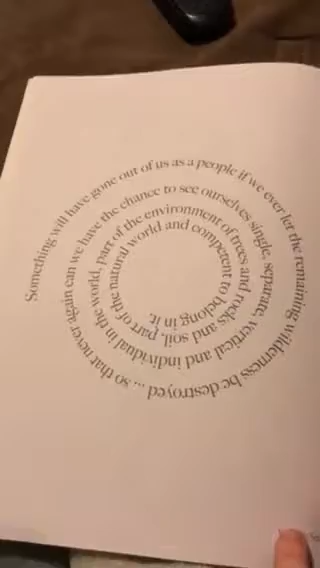 Something will have gone out of us as a people if we ever let the remaining wilderness be destroyed ... so that never again can we have the chance to see ourselves single, separate, vertical and individual in the world, part of the environment of trees and rocks and soil, part of the natural world and competent to belong in it.